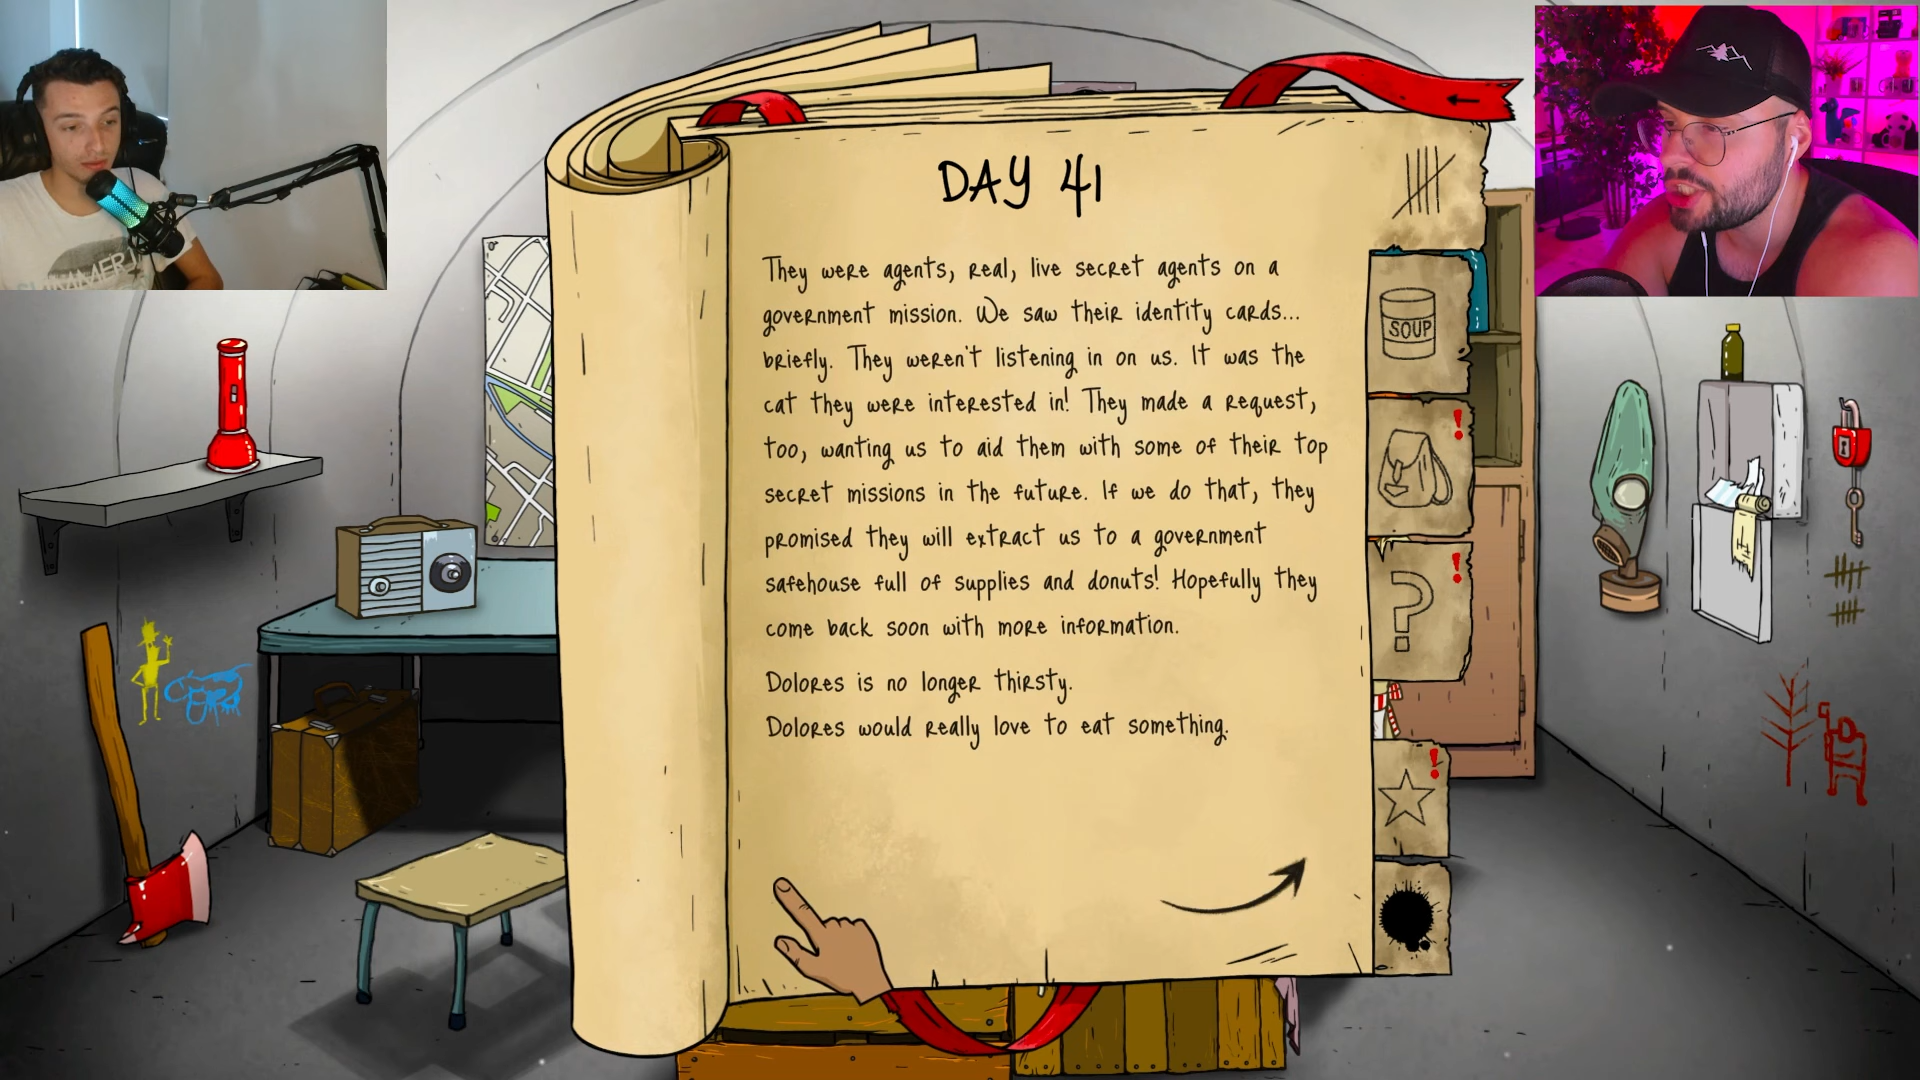 DAY 41
They were agents, real, live secret agents on a
government mission. We saw their identity cards...
briefly. They weren't listening in on us. It was the
cat they were interested in! They made a request,
too, wanting us to aid them with some of their top
secret missions in the future. If we do that, they
promised they will extract us to a government
safehouse full of supplies and donuts! Hopefully they
come back soon with more information.
Dolores is no longer thirsty.
Dolores would really love to eat something.
SOUP
!
!
?
!